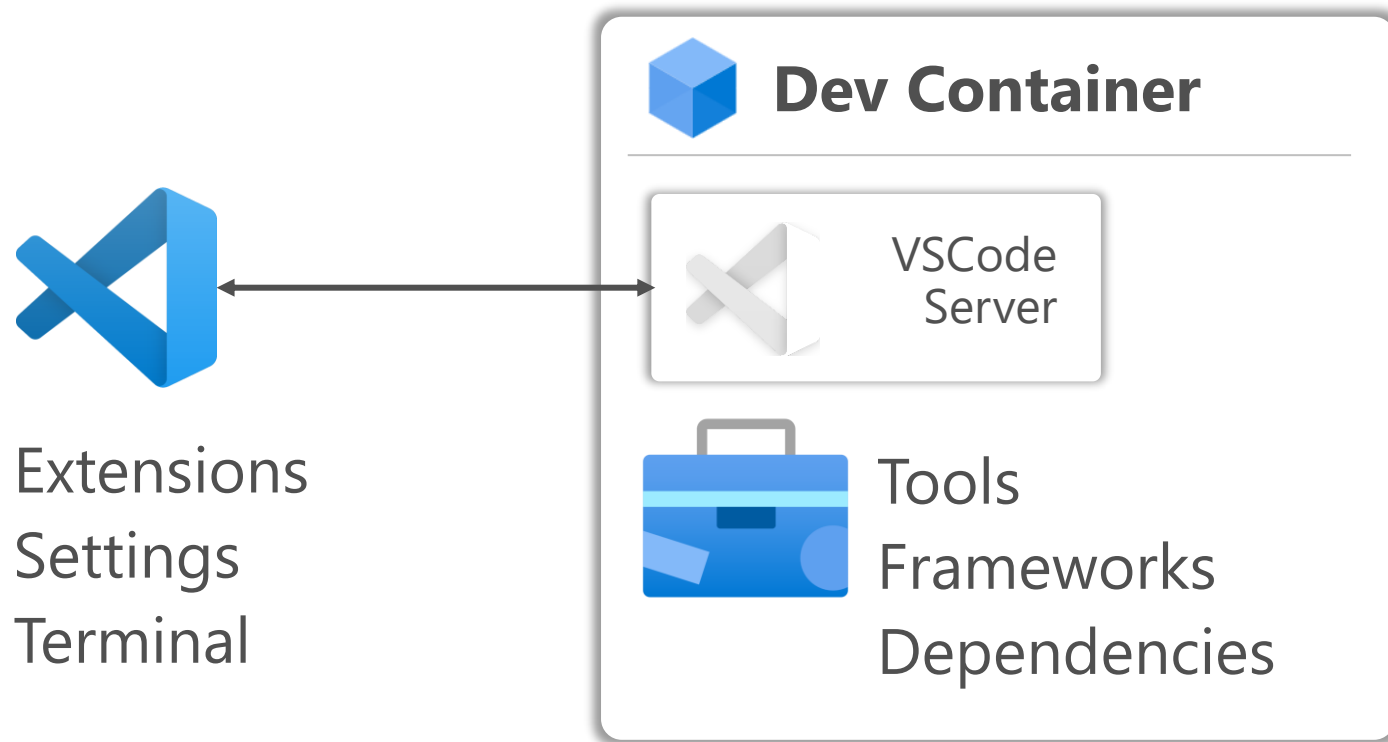 Dev Container
VSCode
Server
Extensions
Settings
Terminal
Tools
Frameworks
Dependencies